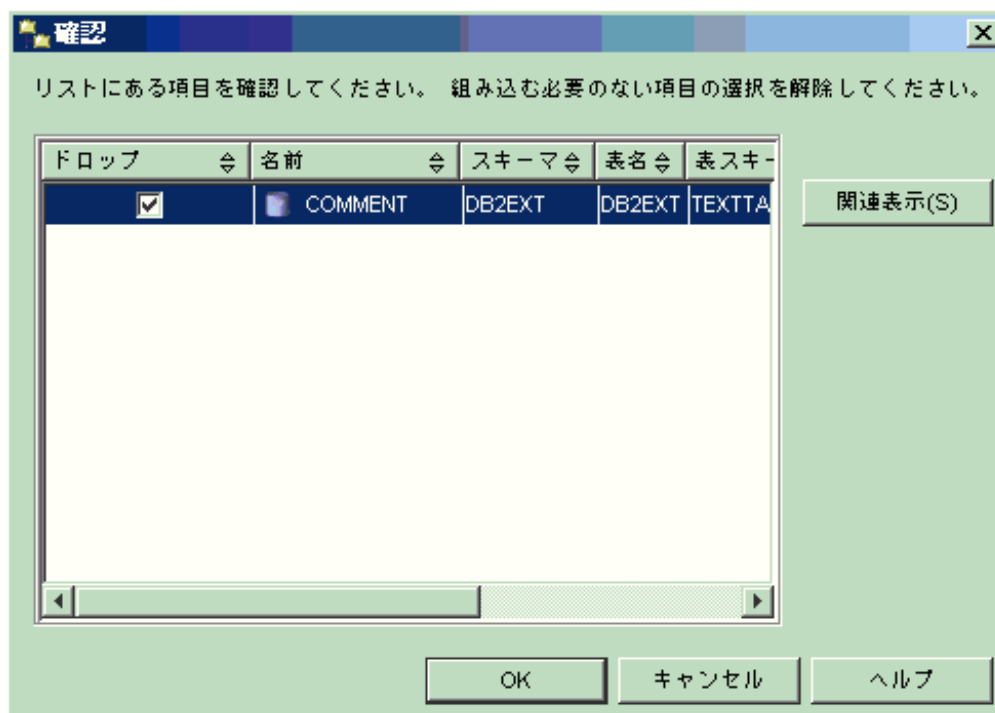 確認
リストにある項目を確認してください。 組み込む必要のない項目の選択を解除してください。
ドロップ 名前 スキーマ 表名 表スキー
COMMENT DB2EXT DB2EXT TEXTTA
関連表示(S)
OK キャンセル ヘルプ